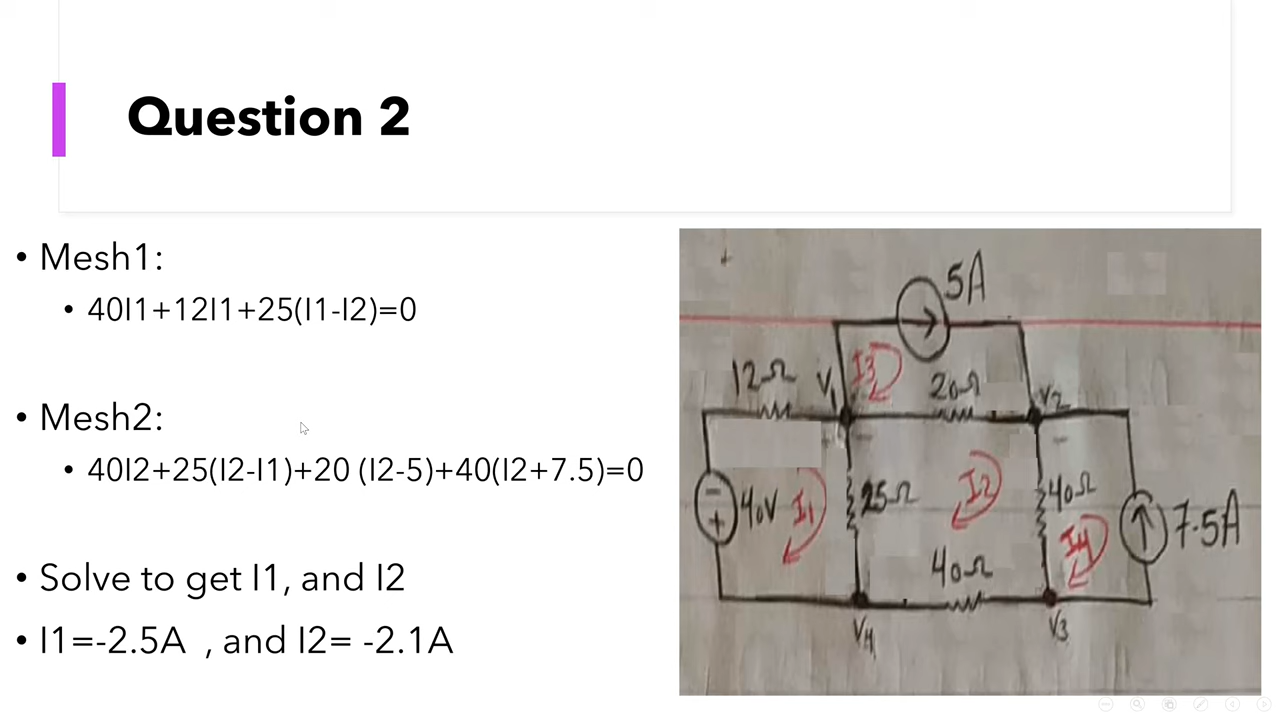 Question 2
• Mesh1:
• 40I1+12I1+25(I1-I2)=0
• Mesh2:
• 40I2+25(I2-I1)+20 (I2-5)+40(I2+7.5)=0
• Solve to get I1, and I2
• I1=-2.5A , and I2= -2.1A
+
5A
12Ω
V1
I3
20Ω
V2
40V
I1
25Ω
I2
40Ω
I4
7.5A
40Ω
V4
V3